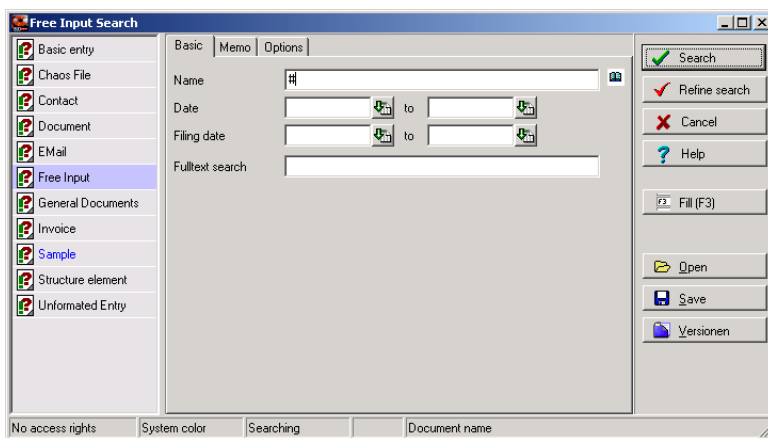 Free Input Search
Basic entry
Chaos File
Contact
Document
EMail
Free Input
General Documents
Invoice
Sample
Structure element
Unformated Entry
Basic Memo Options
Name #
Date to
Filing date to
Fulltext search
Search
Refine search
Cancel
Help
F3 Fill (F3)
Open
Save
Versionen
No access rights System color Searching Document name